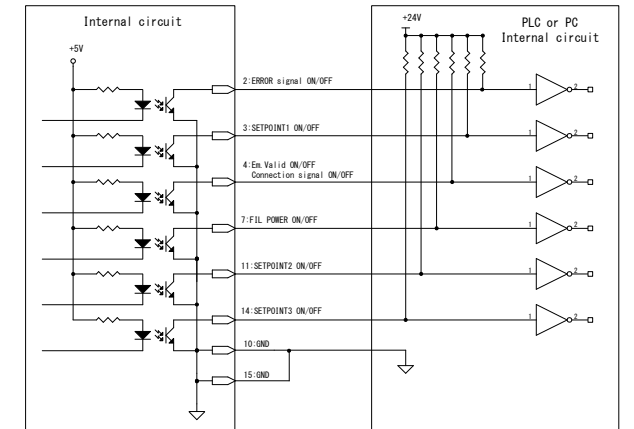 Internal circuit
+5V
+24V
PLC or PC
Internal circuit
2:ERROR signal ON/OFF
1 2
3:SETPOINT1 ON/OFF
1 2
4:Em.Valid ON/OFF
Connection signal ON/OFF
1 2
7:FIL POWER ON/OFF
1 2
11:SETPOINT2 ON/OFF
1 2
14:SETPOINT3 ON/OFF
1 2
10:GND
15:GND